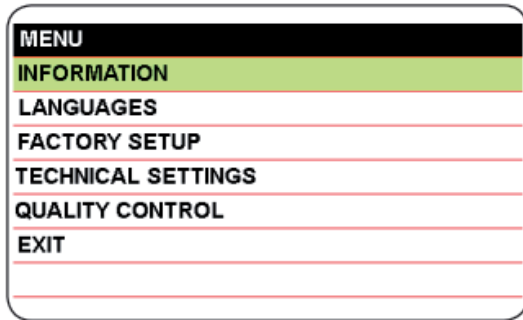 MENU
INFORMATION
LANGUAGES
FACTORY SETUP
TECHNICAL SETTINGS
QUALITY CONTROL
EXIT